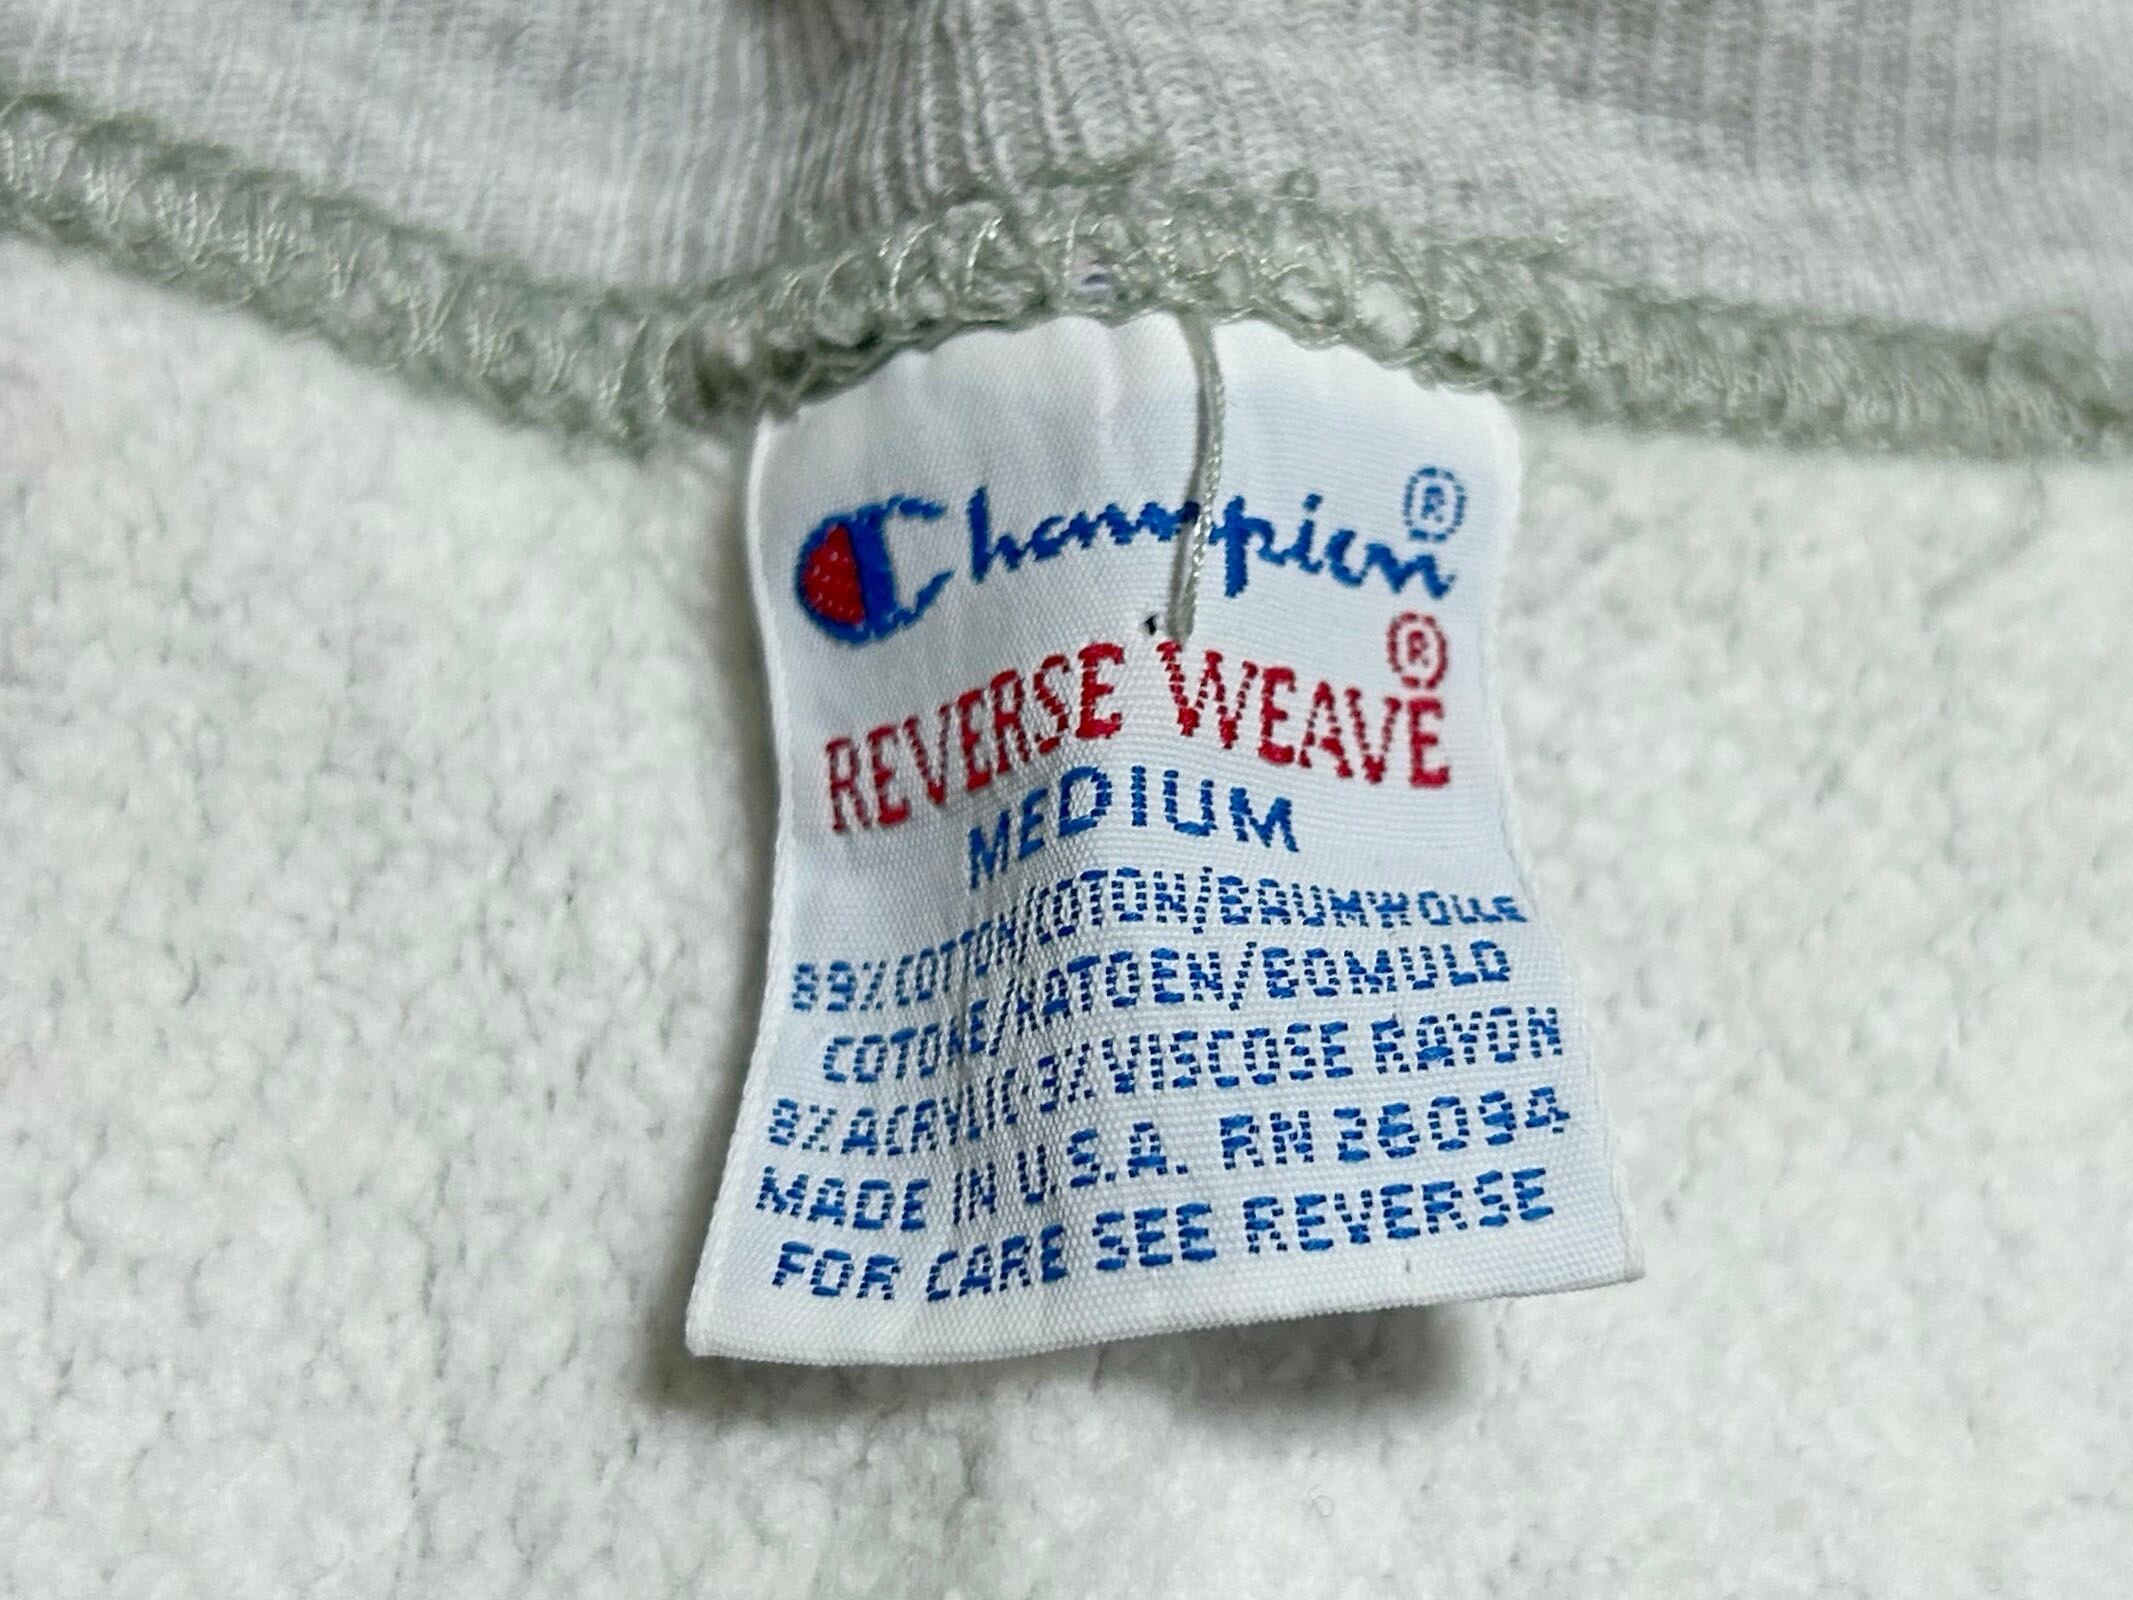 Champion®
REVERSE WEAVE®
MEDIUM
89% COTTON/COTON/BAUMWOLLE
COTONE/KATOEN/BOMULD
8% ACRYLIC-3% VISCOSE RAYON
MADE IN U.S.A. RN 26094
FOR CARE SEE REVERSE